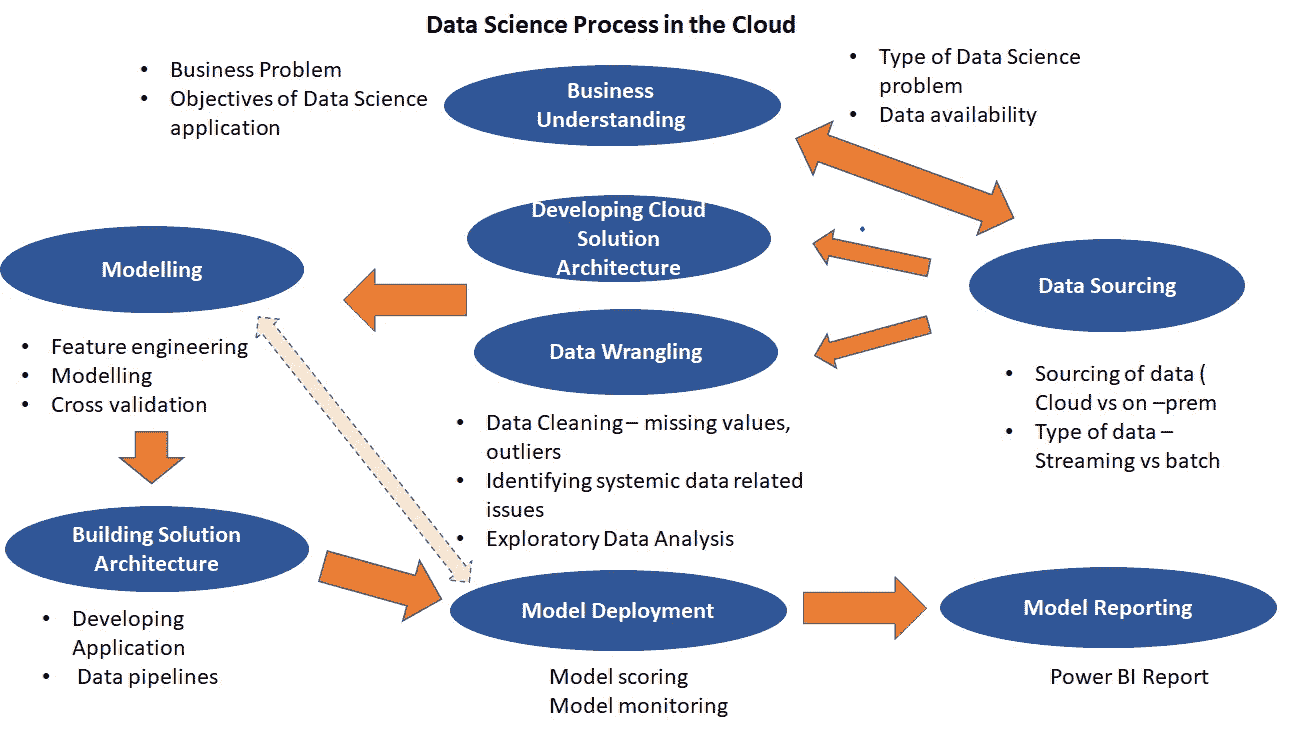 Data Science Process in the Cloud
• Business Problem
• Objectives of Data Science
application
Business
Understanding
• Type of Data Science
problem
• Data availability
Developing Cloud
Solution
Architecture
Modelling
Data Sourcing
• Feature engineering
• Modelling
• Cross validation
Data Wrangling
• Sourcing of data (
Cloud vs on –prem
• Type of data –
Streaming vs batch
• Data Cleaning – missing values,
outliers
• Identifying systemic data related
issues
• Exploratory Data Analysis
Building Solution
Architecture
• Developing
Application
• Data pipelines
Model Deployment
Model scoring
Model monitoring
Model Reporting
Power BI Report